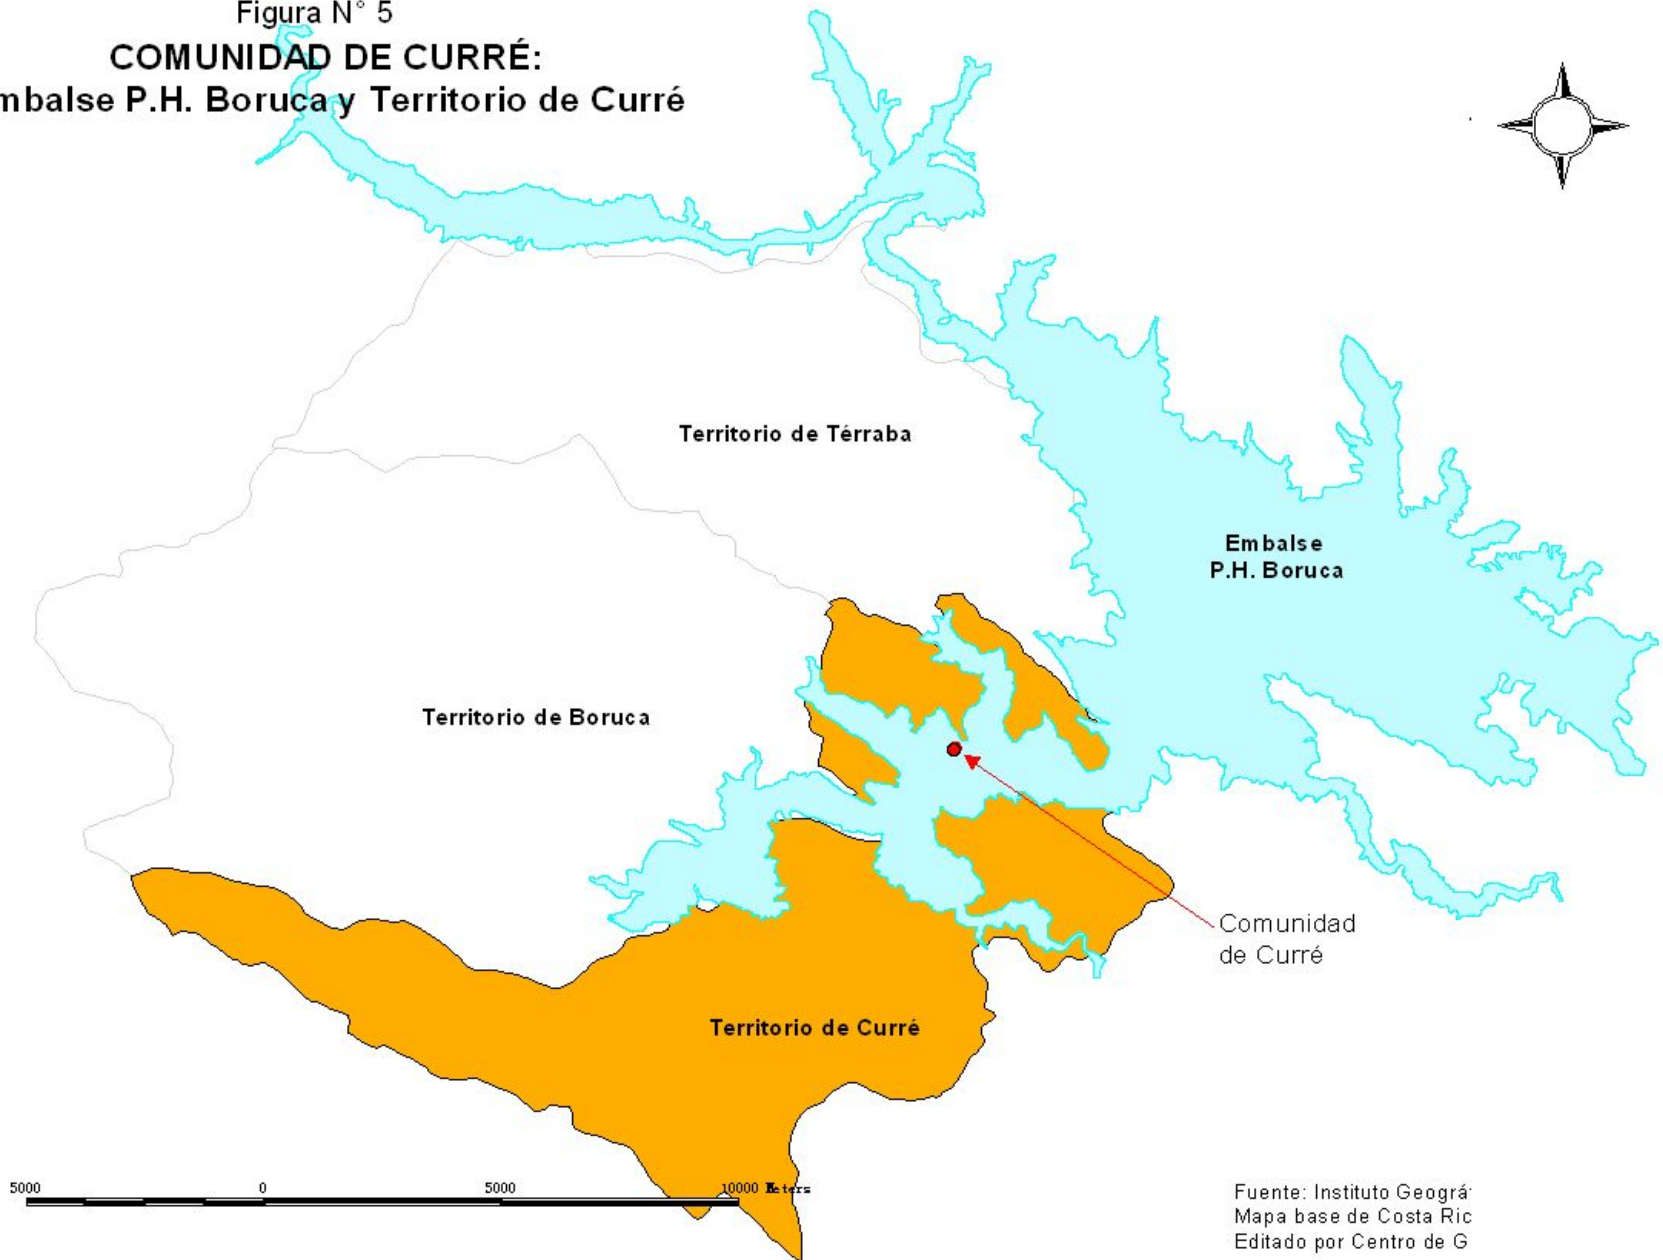 Figura N° 5
COMUNIDAD DE CURRÉ:
mbalse P.H. Boruca y Territorio de Curré
Territorio de Térraba
Embalse
P.H. Boruca
Territorio de Boruca
Comunidad
de Curré
Territorio de Curré
5000 0 5000 10000 Meters
Fuente: Instituto Geográ
Mapa base de Costa Ric
Editado por Centro de G